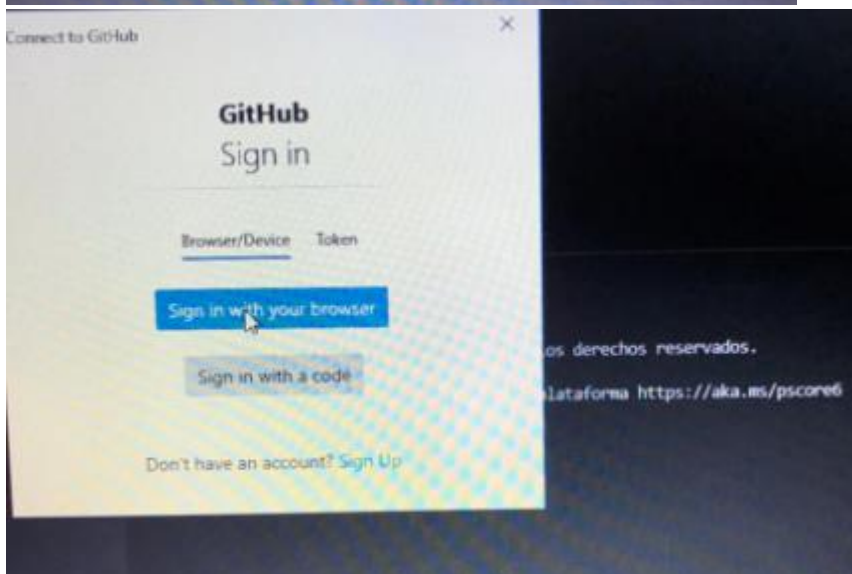 Connect to GitHub
GitHub
Sign in
Browser/Device Token
Sign in with your browser
Sign in with a code
Don't have an account? Sign Up
os derechos reservados.
lataforma https://aka.ms/pscore6